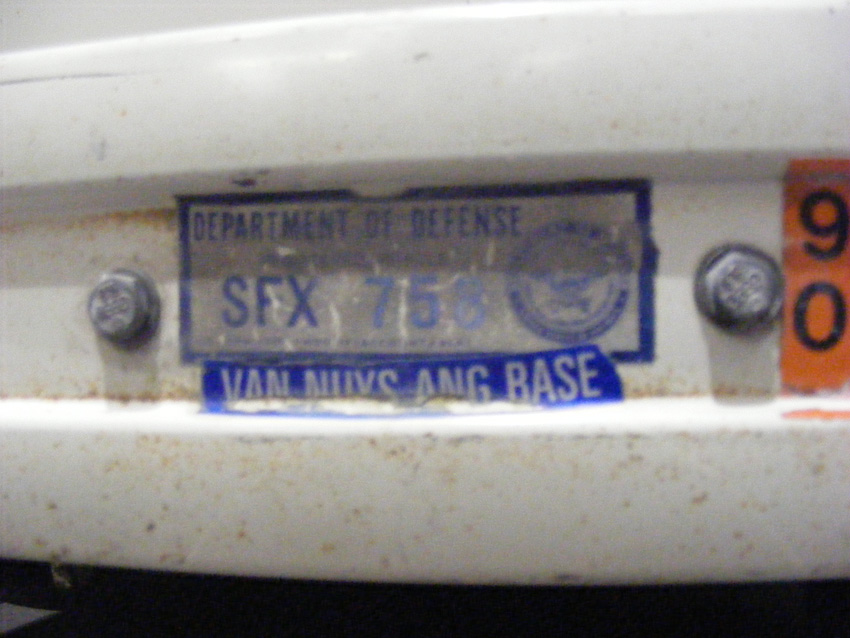 DEPARTMENT OF DEFENSE
SFX 758
VAN NUYS ANG BASE
9
0